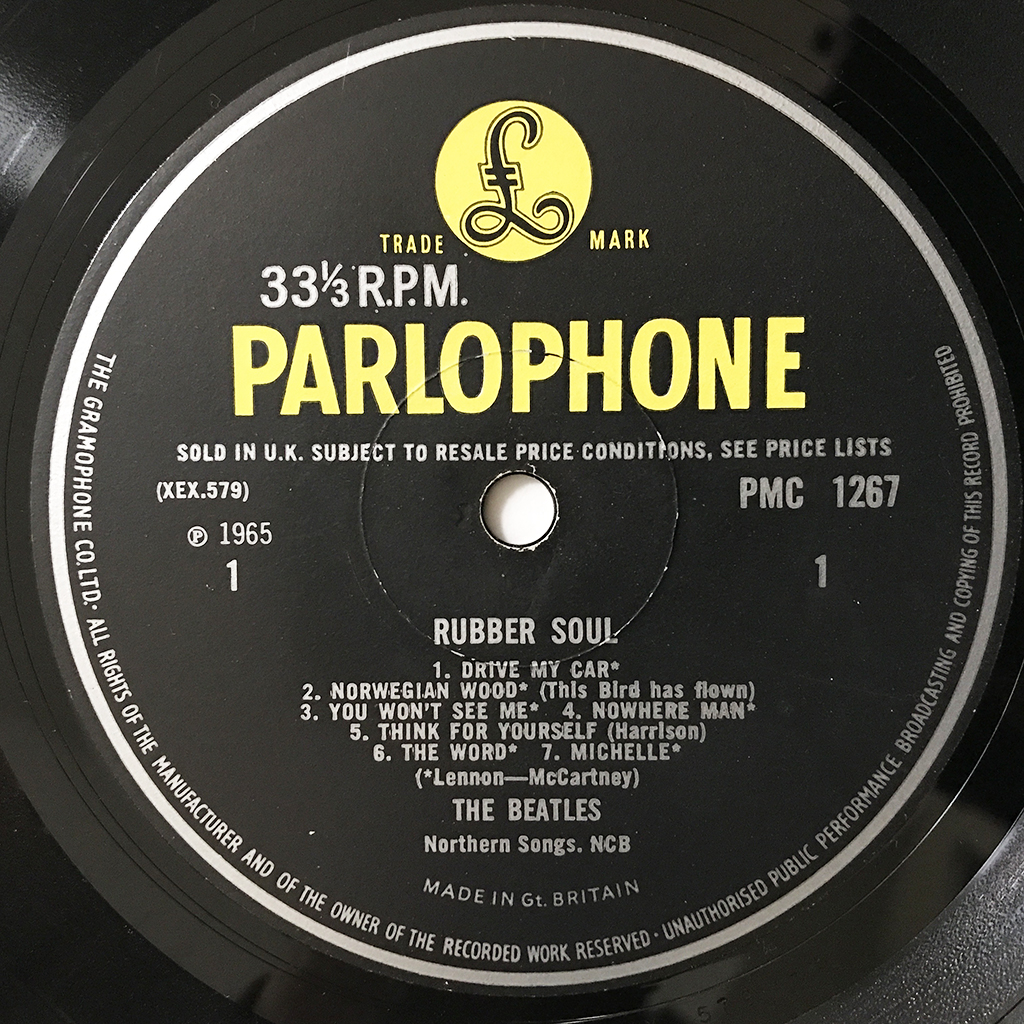 £
TRADE MARK
33⅓ R.P.M.
PARLOPHONE
SOLD IN U.K. SUBJECT TO RESALE PRICE CONDITIONS, SEE PRICE LISTS
(XEX.579) PMC 1267
℗ 1965
1 1
RUBBER SOUL
1. DRIVE MY CAR*
2. NORWEGIAN WOOD* (This Bird has flown)
3. YOU WON'T SEE ME* 4. NOWHERE MAN*
5. THINK FOR YOURSELF (Harrison)
6. THE WORD* 7. MICHELLE*
(*Lennon—McCartney)
THE BEATLES
Northern Songs. NCB
MADE IN Gt. BRITAIN
THE GRAMOPHONE CO. LTD· ALL RIGHTS OF THE MANUFACTURER AND OF THE OWNER OF THE RECORDED WORK RESERVED · UNAUTHORISED PUBLIC PERFORMANCE BROADCASTING AND COPYING OF THIS RECORD PROHIBITED